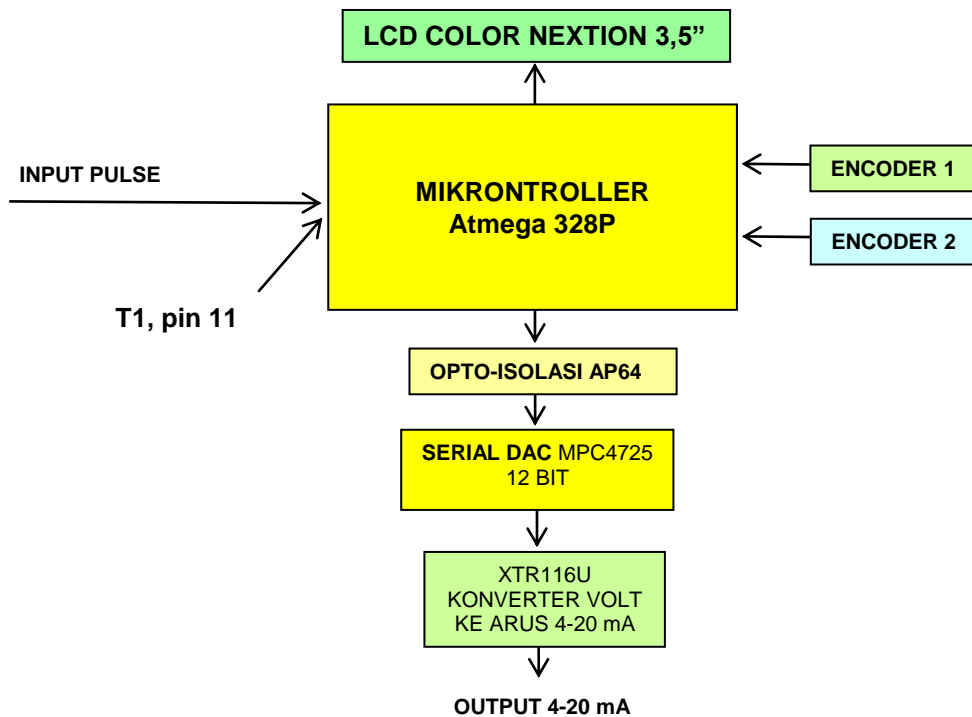 LCD COLOR NEXTION 3,5”
INPUT PULSE
MIKRONTROLLER
Atmega 328P
ENCODER 1
ENCODER 2
T1, pin 11
OPTO-ISOLASI AP64
SERIAL DAC MPC4725
12 BIT
XTR116U
KONVERTER VOLT
KE ARUS 4-20 mA
OUTPUT 4-20 mA